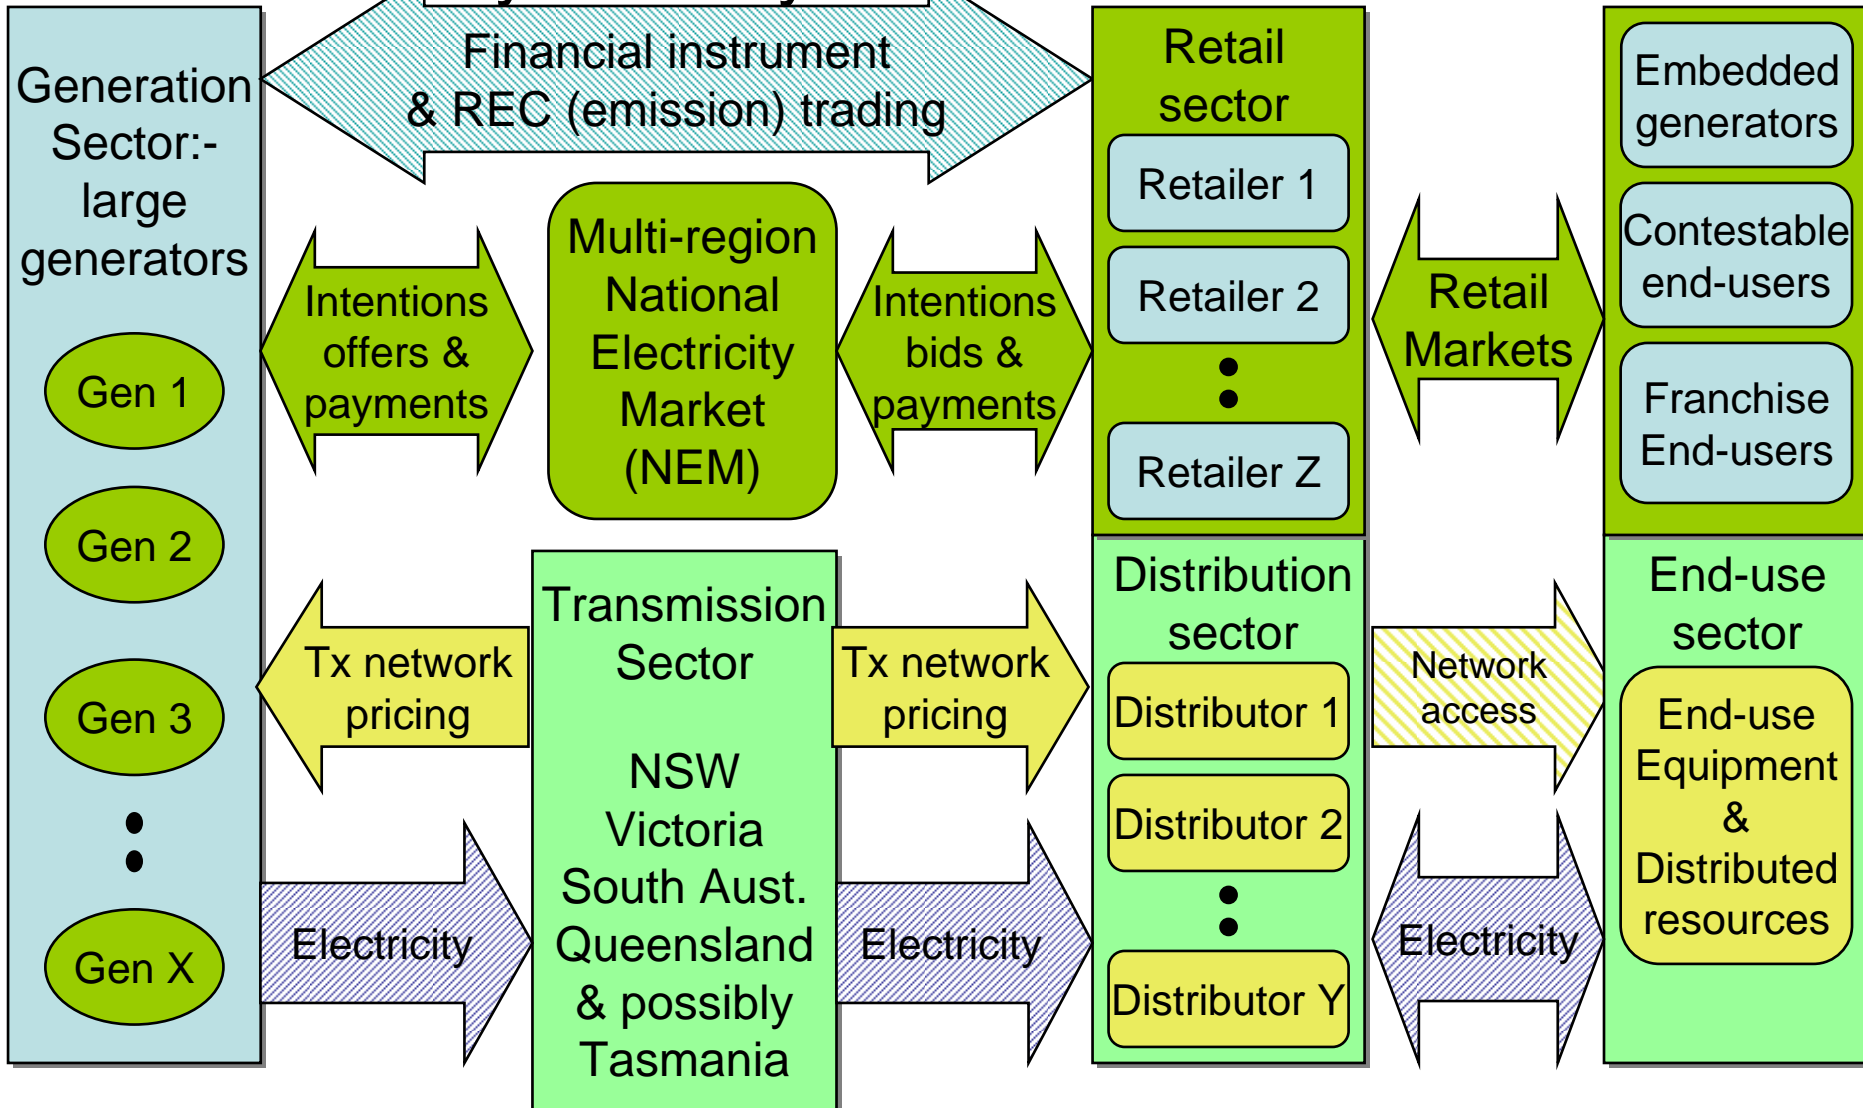 Generation
Sector:-
large
generators
Gen 1
Gen 2
Gen 3
Gen X
Financial instrument
& REC (emission) trading
Intentions
offers &
payments
Multi-region
National
Electricity
Market
(NEM)
Intentions
bids &
payments
Retail
sector
Retailer 1
Retailer 2
Retailer Z
Retail
Markets
Embedded
generators
Contestable
end-users
Franchise
End-users
Tx network
pricing
Transmission
Sector
NSW
Victoria
South Aust.
Queensland
& possibly
Tasmania
Tx network
pricing
Distribution
sector
Distributor 1
Distributor 2
Distributor Y
Network
access
End-use
sector
End-use
Equipment
&
Distributed
resources
Electricity
Electricity
Electricity